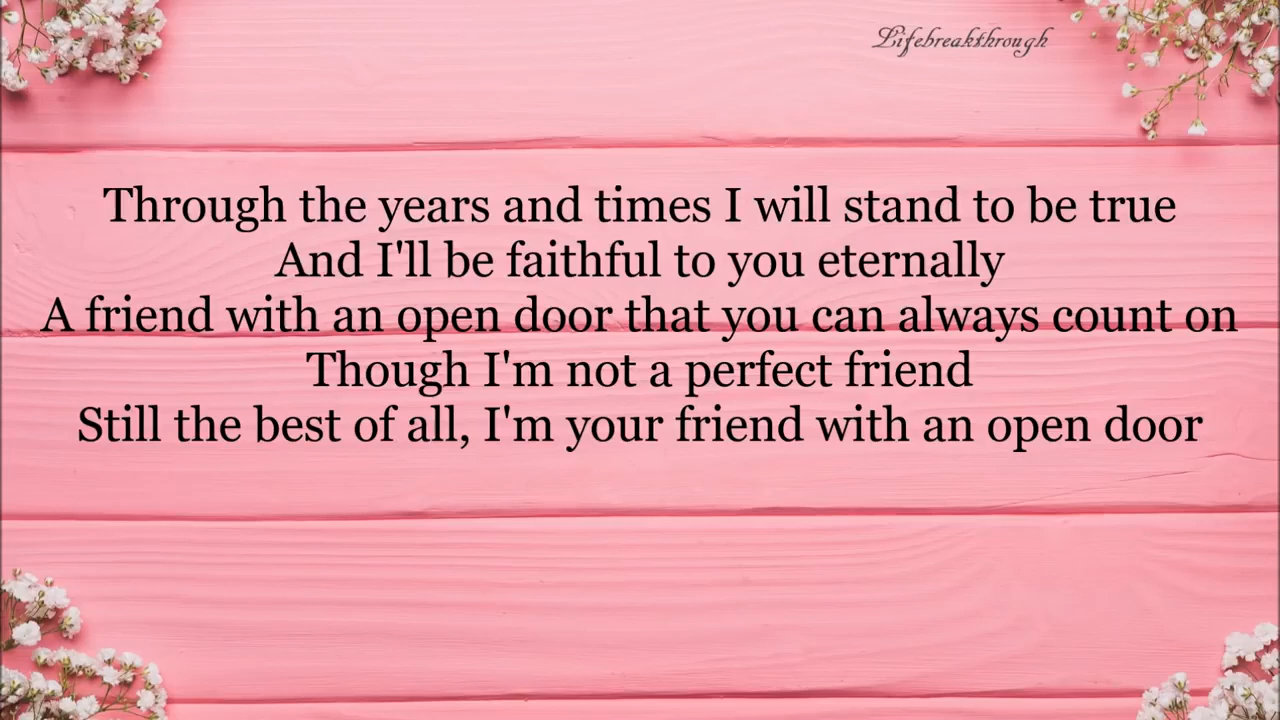 Lifebreakthrough
Through the years and times I will stand to be true
And I'll be faithful to you eternally
A friend with an open door that you can always count on
Though I'm not a perfect friend
Still the best of all, I'm your friend with an open door